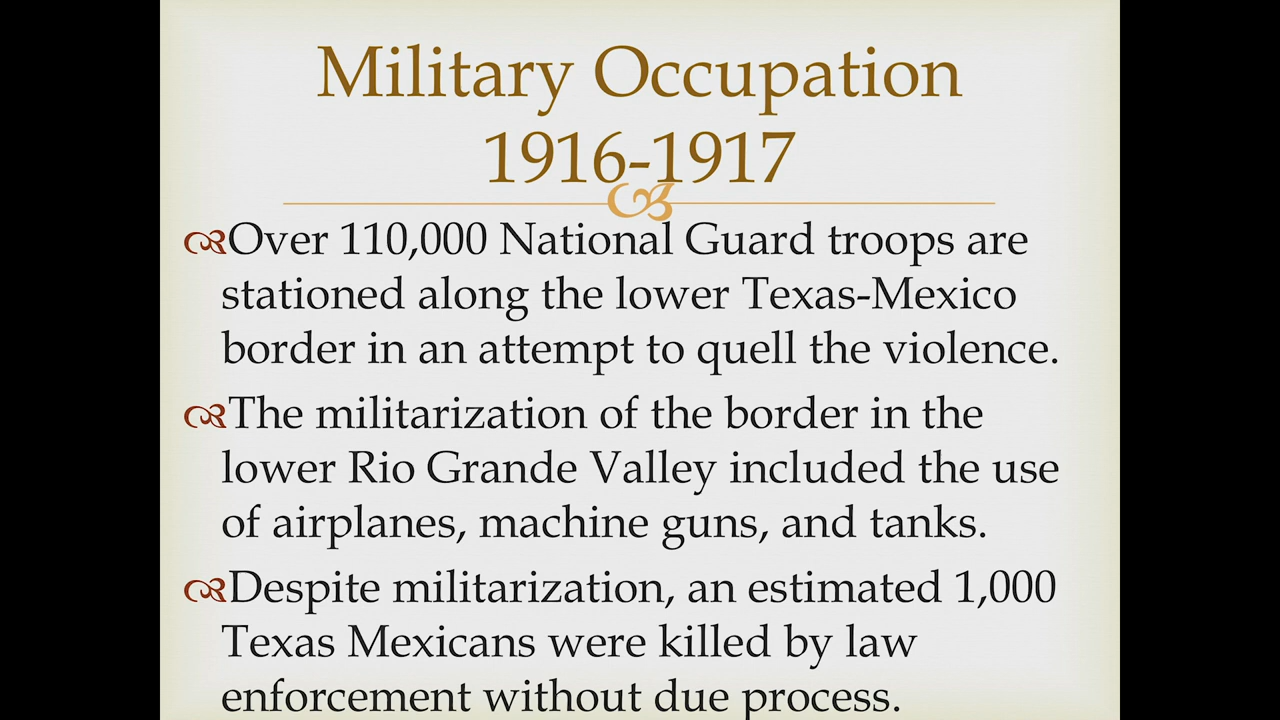 Military Occupation
1916-1917
Over 110,000 National Guard troops are
stationed along the lower Texas-Mexico
border in an attempt to quell the violence.
The militarization of the border in the
lower Rio Grande Valley included the use
of airplanes, machine guns, and tanks.
Despite militarization, an estimated 1,000
Texas Mexicans were killed by law
enforcement without due process.